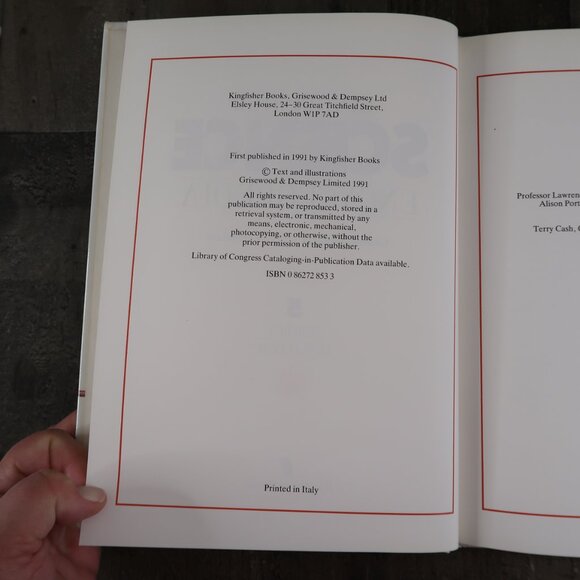 Kingfisher Books, Grisewood & Dempsey Ltd
Elsley House, 24–30 Great Titchfield Street,
London W1P 7AD
First published in 1991 by Kingfisher Books
© Text and illustrations
Grisewood & Dempsey Limited 1991
All rights reserved. No part of this
publication may be reproduced, stored in a
retrieval system, or transmitted by any
means, electronic, mechanical,
photocopying, or otherwise, without the
prior permission of the publisher.
Library of Congress Cataloging-in-Publication Data available.
ISBN 0 86272 853 3
Printed in Italy
Professor Lawren
Alison Port
Terry Cash,